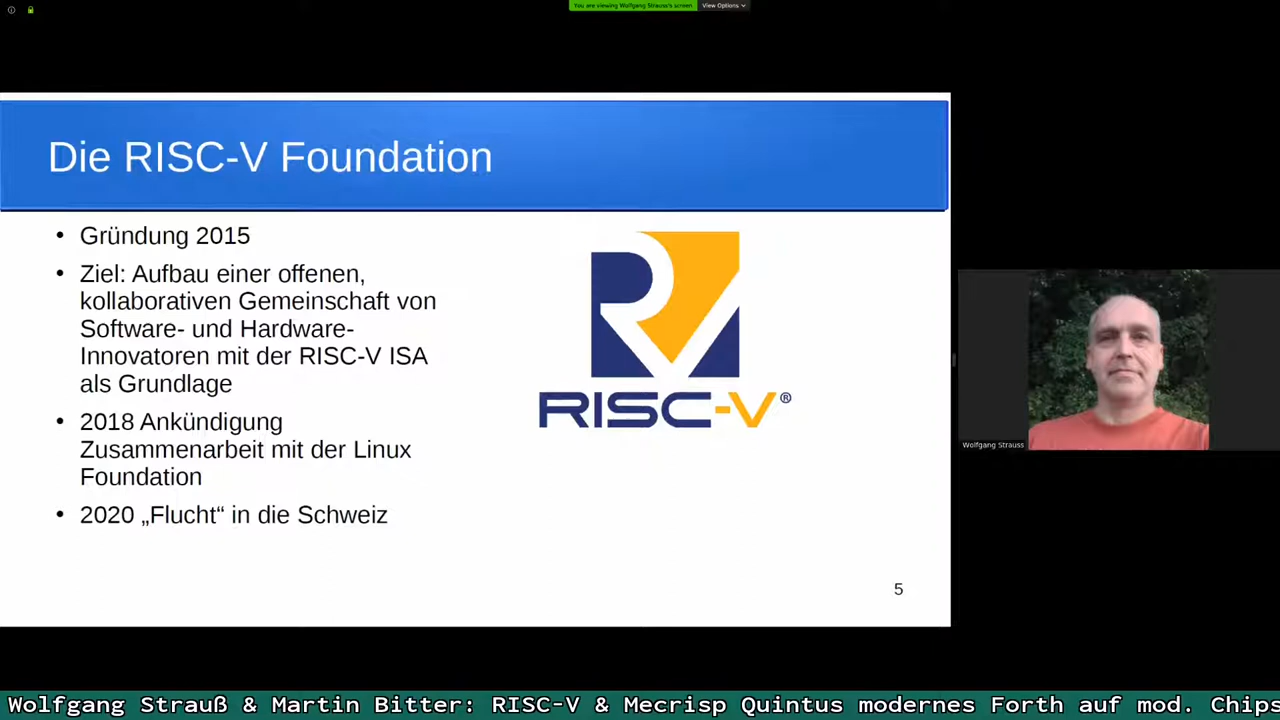 You are viewing Wolfgang Strauss's screen
View Options
Die RISC-V Foundation
• Gründung 2015
• Ziel: Aufbau einer offenen,
kollaborativen Gemeinschaft von
Software- und Hardware-
Innovatoren mit der RISC-V ISA
als Grundlage
• 2018 Ankündigung
Zusammenarbeit mit der Linux
Foundation
• 2020 „Flucht“ in die Schweiz
RISC-V®
5
Wolfgang Strauss
Wolfgang Strauß & Martin Bitter: RISC-V & Mecrisp Quintus modernes Forth auf mod. Chips